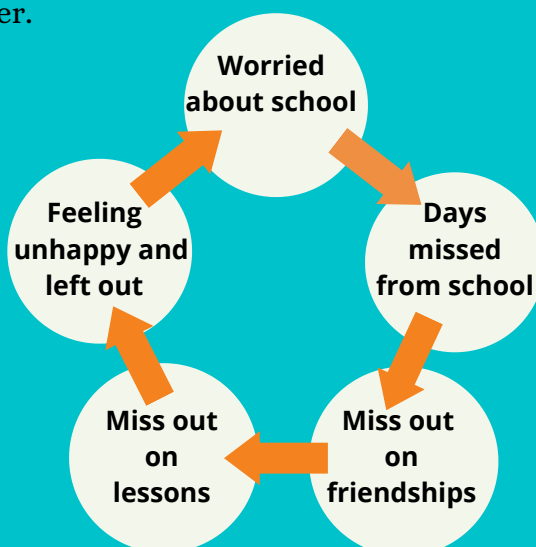 er.
Worried
about school
Days
missed
from school
Miss out
on
friendships
Miss out
on
lessons
Feeling
unhappy and
left out